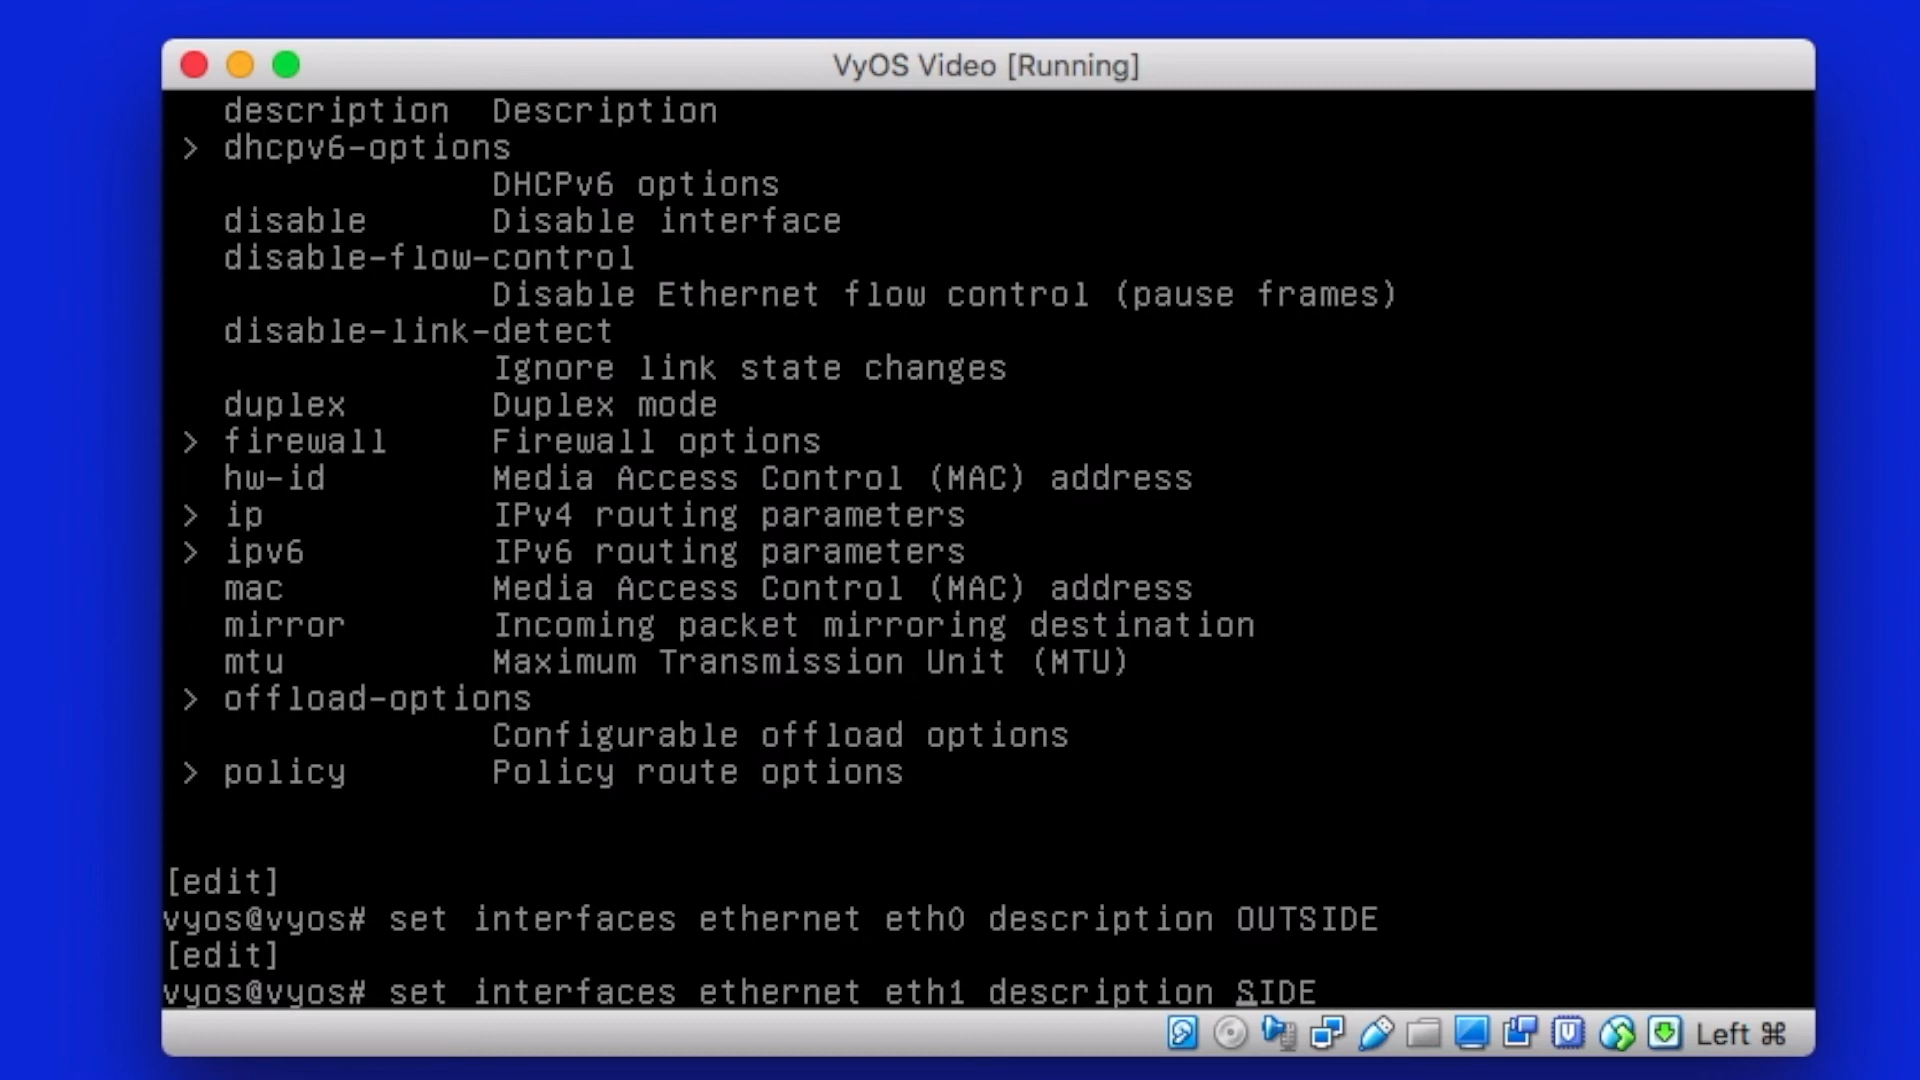 VyOS Video [Running]
description Description
> dhcpv6-options
DHCPv6 options
disable Disable interface
disable-flow-control
Disable Ethernet flow control (pause frames)
disable-link-detect
Ignore link state changes
duplex Duplex mode
> firewall Firewall options
hw-id Media Access Control (MAC) address
> ip IPv4 routing parameters
> ipv6 IPv6 routing parameters
mac Media Access Control (MAC) address
mirror Incoming packet mirroring destination
mtu Maximum Transmission Unit (MTU)
> offload-options
Configurable offload options
> policy Policy route options
[edit]
vyos@vyos# set interfaces ethernet eth0 description OUTSIDE
[edit]
vyos@vyos# set interfaces ethernet eth1 description SIDE
Left ⌘